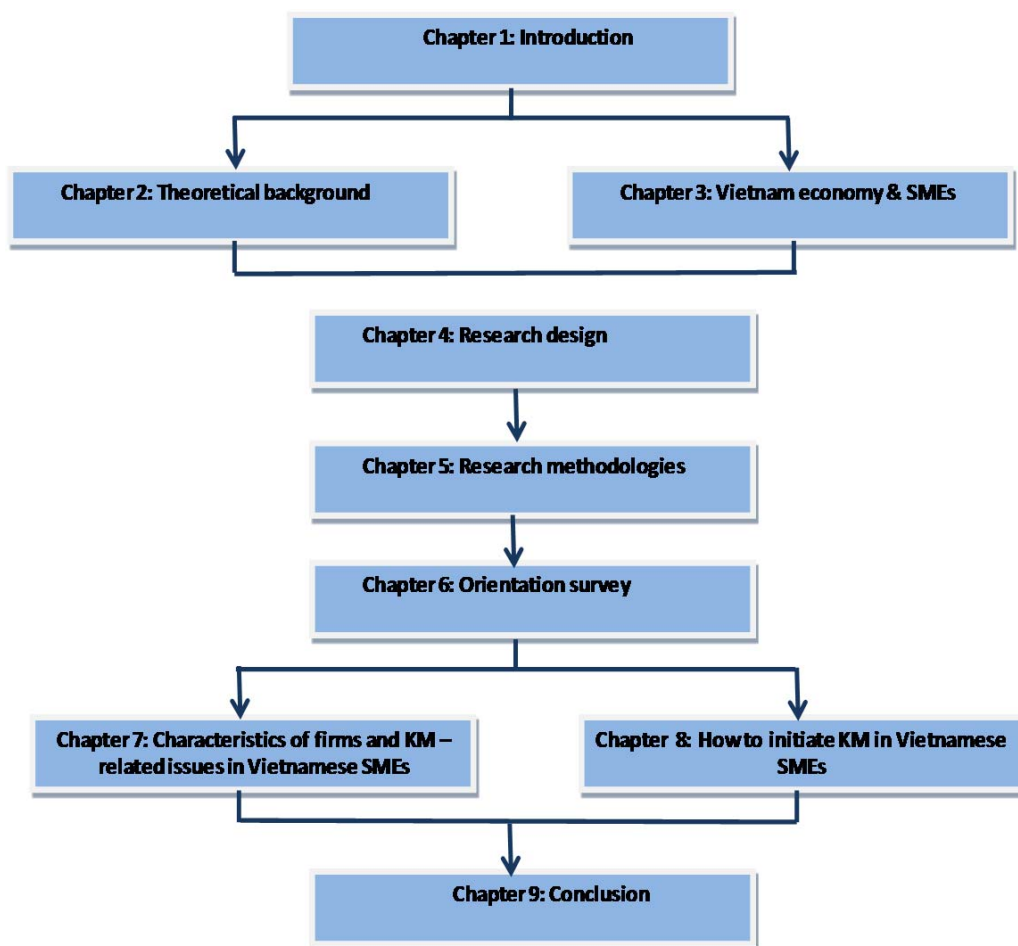 Chapter 1: Introduction
Chapter 2: Theoretical background
Chapter 3: Vietnam economy & SMEs
Chapter 4: Research design
Chapter 5: Research methodologies
Chapter 6: Orientation survey
Chapter 7: Characteristics of firms and KM –
related issues in Vietnamese SMEs
Chapter 8: How to initiate KM in Vietnamese
SMEs
Chapter 9: Conclusion